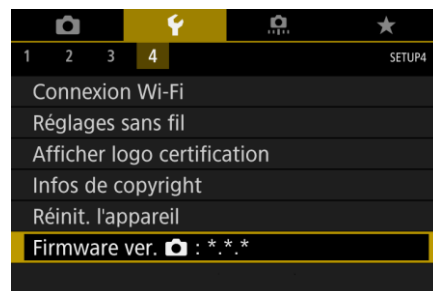 1 2 3 4 SETUP4
Connexion Wi-Fi
Réglages sans fil
Afficher logo certification
Infos de copyright
Réinit. l'appareil
Firmware ver. : *.*.*